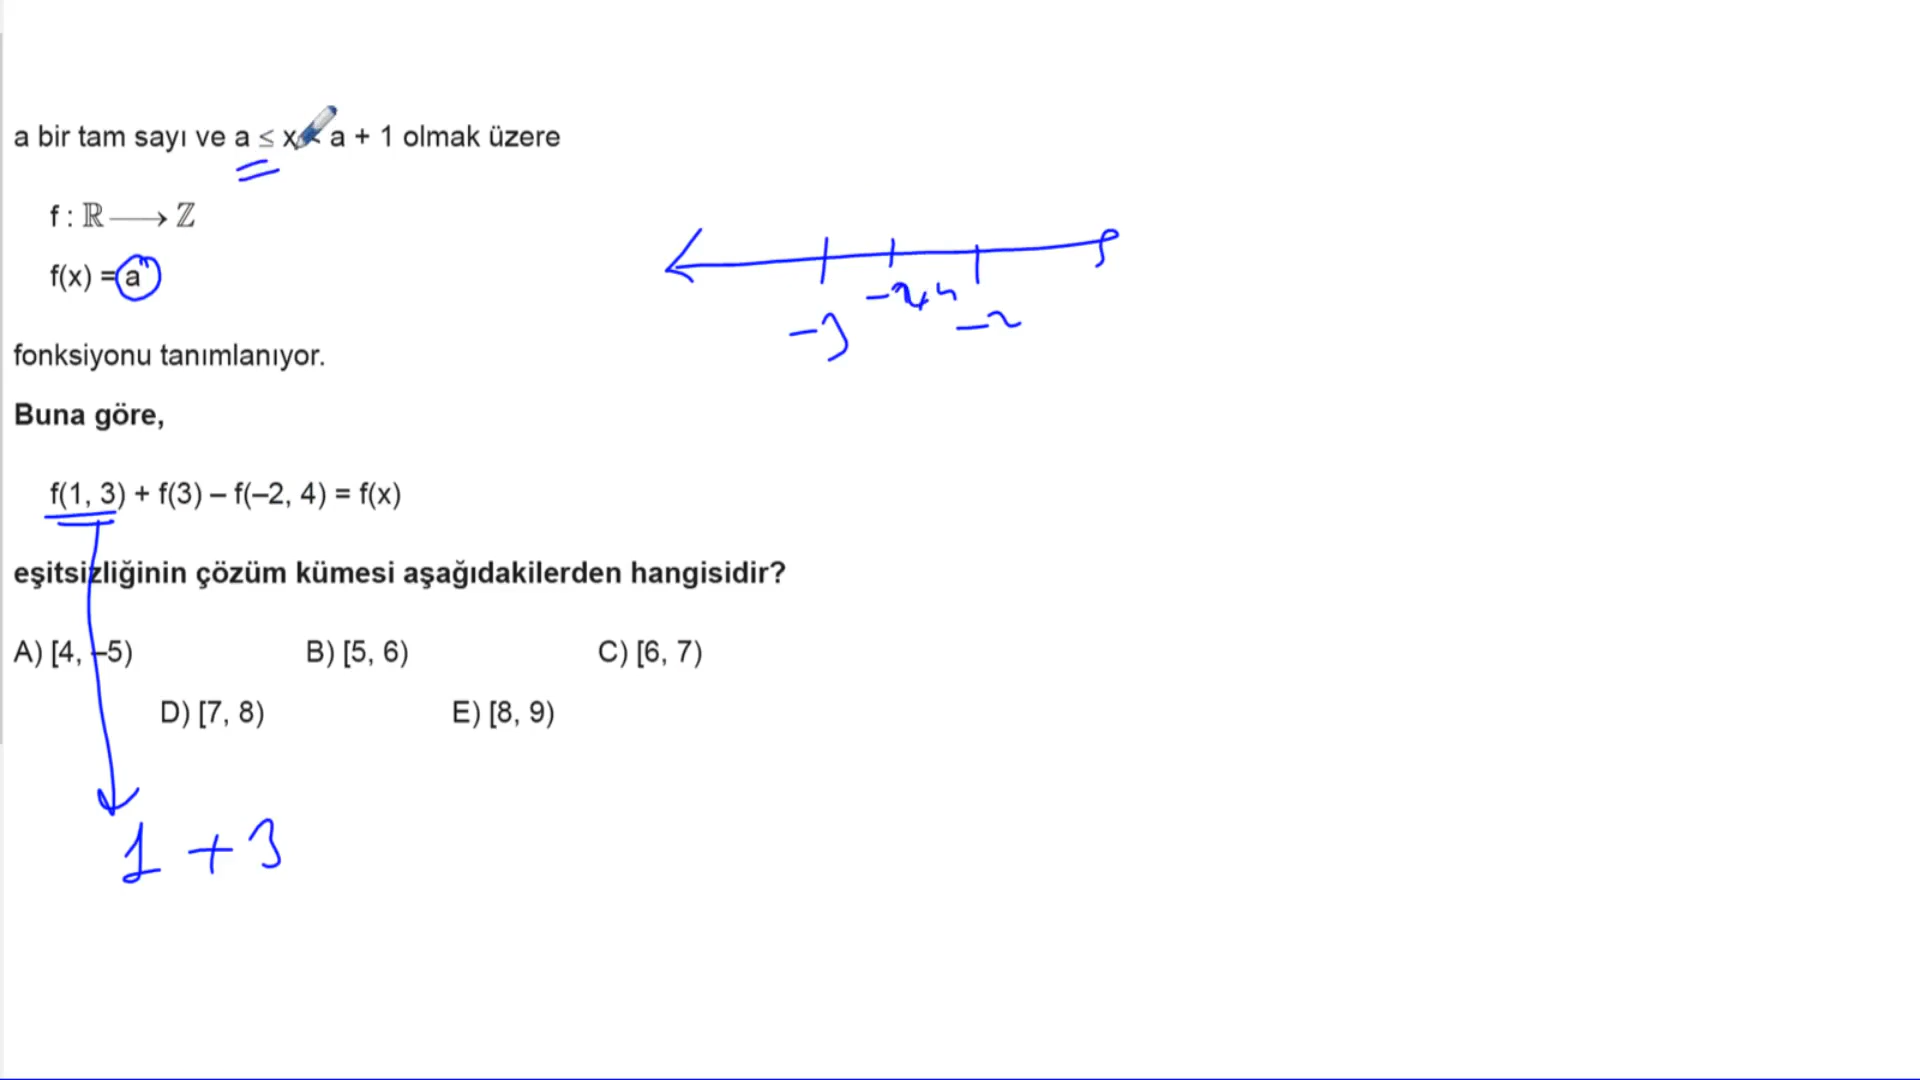 a bir tam sayı ve a ≤ x < a + 1 olmak üzere
f : ℝ ⟶ ℤ
f(x) = a
-3 -2,4 -2
fonksiyonu tanımlanıyor.
Buna göre,
f(1, 3) + f(3) – f(–2, 4) = f(x)
eşitsizliğinin çözüm kümesi aşağıdakilerden hangisidir?
A) [4, –5) B) [5, 6) C) [6, 7)
D) [7, 8) E) [8, 9)
1 + 3